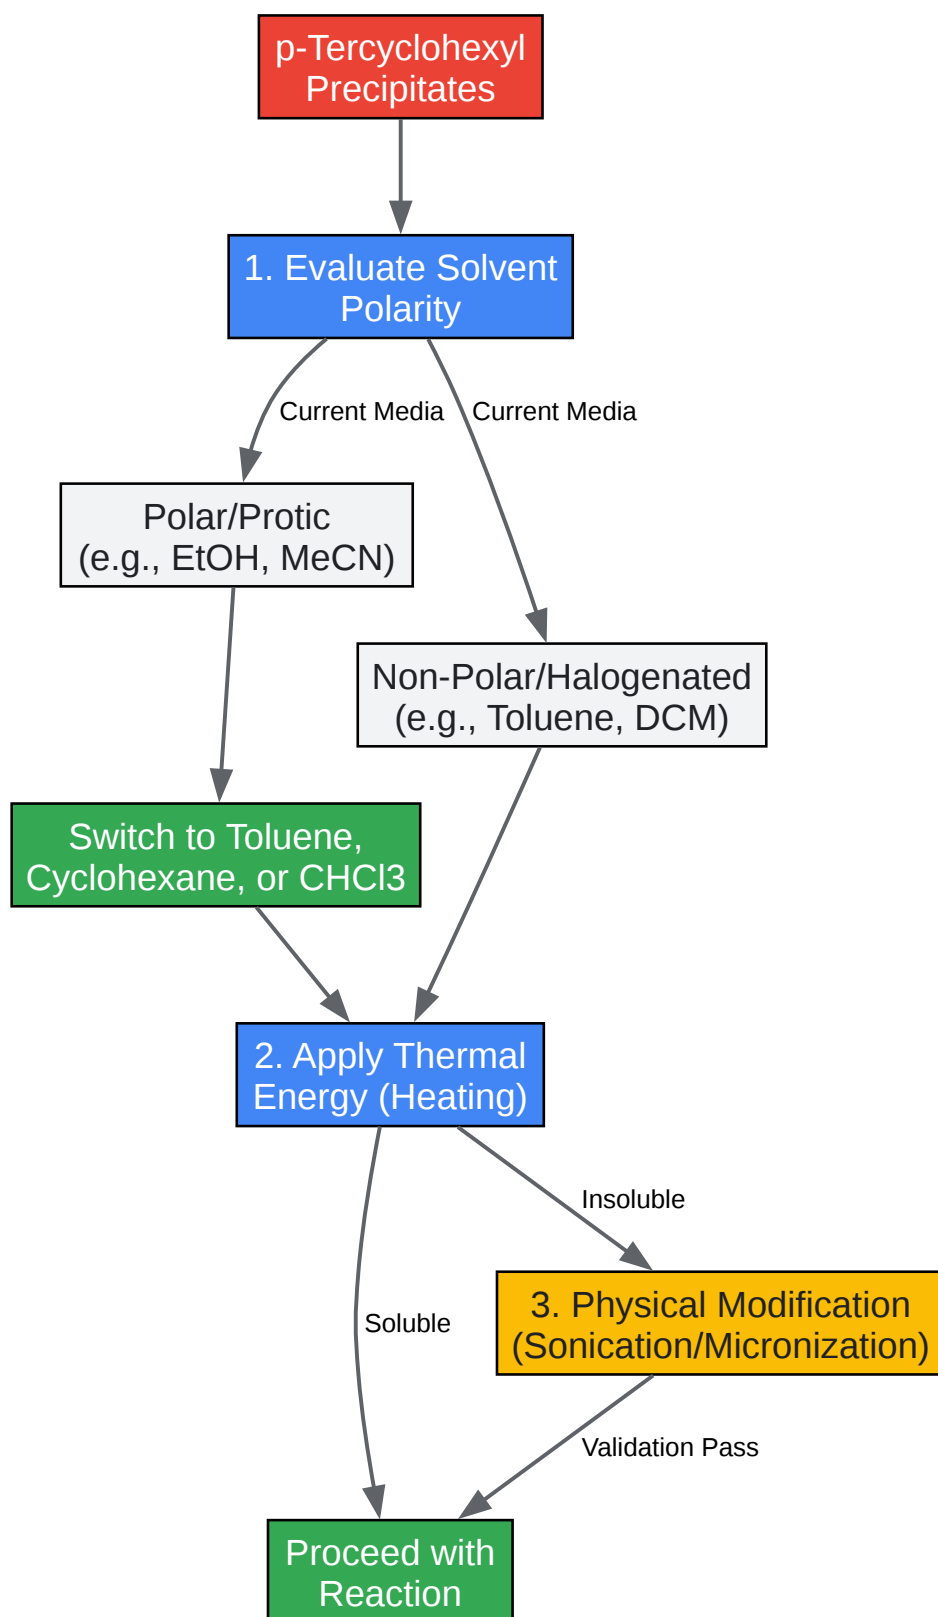 p-Tercyclohexyl
Precipitates
1. Evaluate Solvent
Polarity
Current Media
Current Media
Polar/Protic
(e.g., EtOH, MeCN)
Non-Polar/Halogenated
(e.g., Toluene, DCM)
Switch to Toluene,
Cyclohexane, or CHCl3
2. Apply Thermal
Energy (Heating)
Insoluble
3. Physical Modification
(Sonication/Micronization)
Soluble
Validation Pass
Proceed with
Reaction